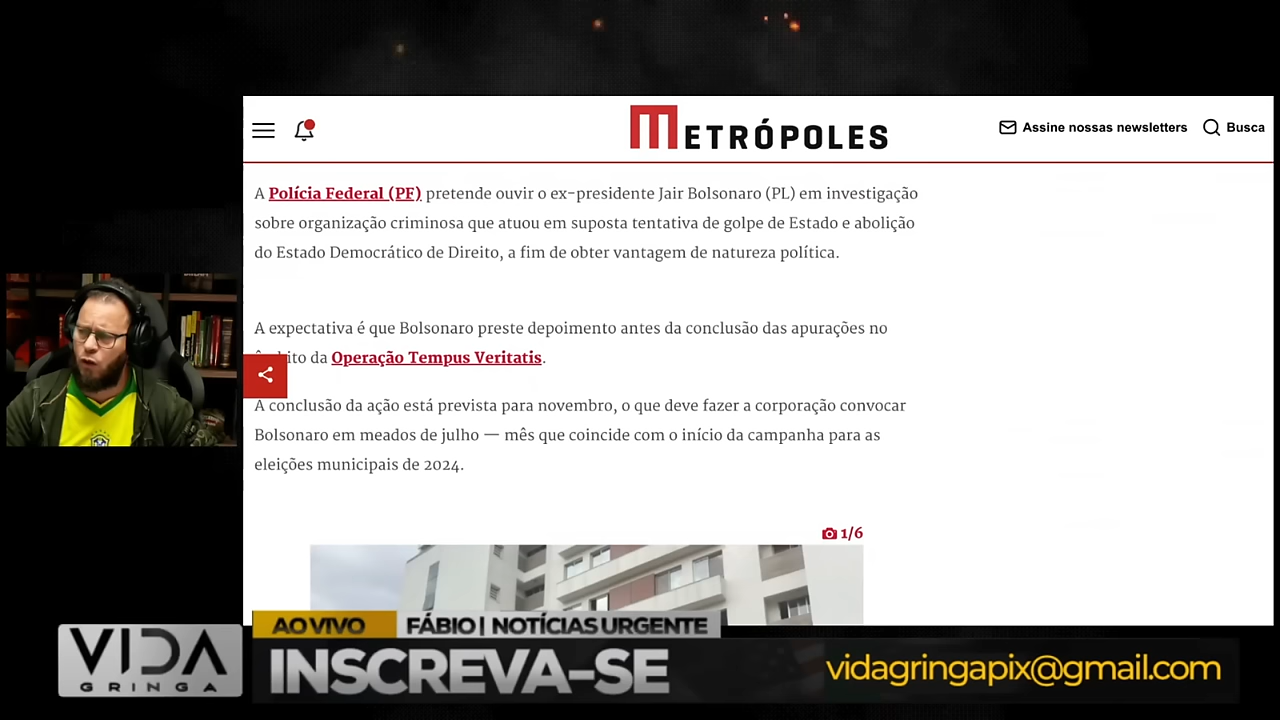 METRÓPOLES
Assine nossas newsletters
Busca
A Polícia Federal (PF) pretende ouvir o ex-presidente Jair Bolsonaro (PL) em investigação
sobre organização criminosa que atuou em suposta tentativa de golpe de Estado e abolição
do Estado Democrático de Direito, a fim de obter vantagem de natureza política.
A expectativa é que Bolsonaro preste depoimento antes da conclusão das apurações no
da Operação Tempus Veritatis.
A conclusão da ação está prevista para novembro, o que deve fazer a corporação convocar
Bolsonaro em meados de julho — mês que coincide com o início da campanha para as
eleições municipais de 2024.
1/6
AO VIVO
FÁBIO | NOTÍCIAS URGENTE
VIDA
GRINGA
INSCREVA-SE
vidagringapix@gmail.com